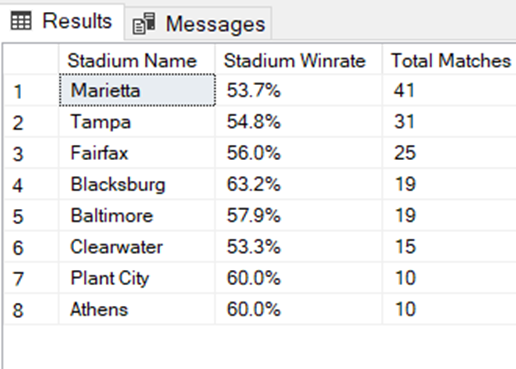 Results Messages
Stadium Name Stadium Winrate Total Matches
1 Marietta 53.7% 41
2 Tampa 54.8% 31
3 Fairfax 56.0% 25
4 Blacksburg 63.2% 19
5 Baltimore 57.9% 19
6 Clearwater 53.3% 15
7 Plant City 60.0% 10
8 Athens 60.0% 10